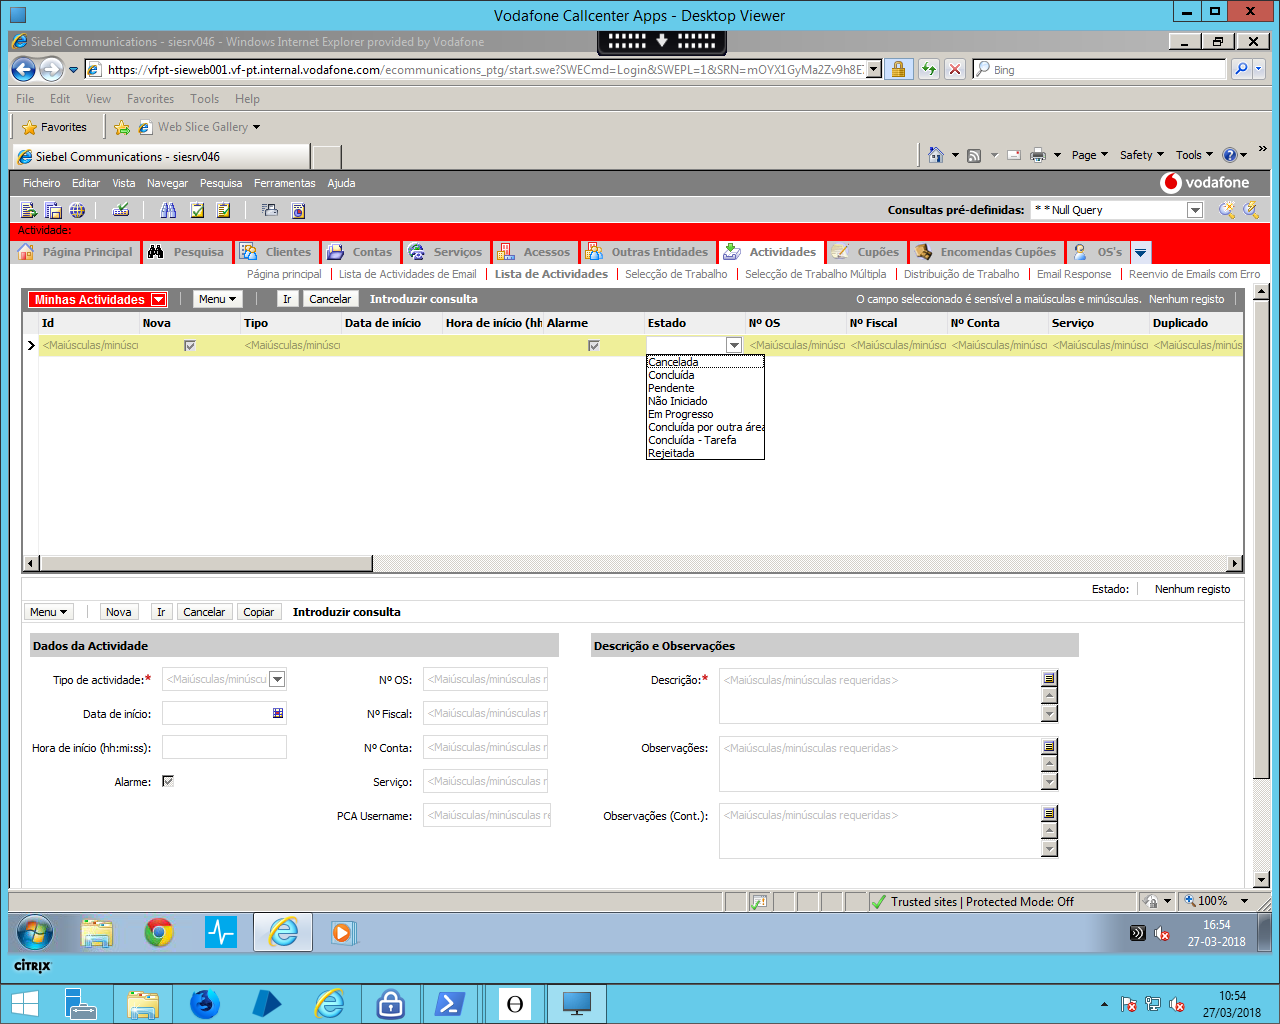 Vodafone Callcenter Apps - Desktop Viewer
Siebel Communications - siesrv046 - Windows Internet Explorer provided by Vodafone
https://vfpt-sieweb001.vf-pt.internal.vodafone.com/ecommunications_ptg/start.swe?SWECmd=Login&SWEPL=1&SRN=mOYX1GyMa2Zv9h8E
Bing
File Edit View Favorites Tools Help
Favorites Web Slice Gallery
Siebel Communications - siesrv046
Page Safety Tools »
Ficheiro Editar Vista Navegar Pesquisa Ferramentas Ajuda
vodafone
Consultas pré-definidas: * *Null Query
Actividade:
Página Principal Pesquisa Clientes Contas Serviços Acessos Outras Entidades Actividades Cupões Encomendas Cupões OS's
Página principal Lista de Actividades de Email Lista de Actividades Selecção de Trabalho Selecção de Trabalho Múltipla Distribuição de Trabalho Email Response Reenvio de Emails com Erro
Minhas Actividades Menu Ir Cancelar Introduzir consulta O campo seleccionado é sensível a maiúsculas e minúsculas. Nenhum registo
Id Nova Tipo Data de início Hora de início (hh Alarme Estado Nº OS Nº Fiscal Nº Conta Serviço Duplicado
<Maiúsculas/minúsc <Maiúsculas/minúsc <Maiúsculas/minúsc <Maiúsculas/minúsc <Maiúsculas/minúsc <Maiúsculas/minúsc <Maiúsculas/minús
Cancelada
Concluída
Pendente
Não Iniciado
Em Progresso
Concluída por outra área
Concluída - Tarefa
Rejeitada
Estado: Nenhum registo
Menu Nova Ir Cancelar Copiar Introduzir consulta
Dados da Actividade Descrição e Observações
Tipo de actividade:* <Maiúsculas/minúscu Nº OS: <Maiúsculas/minúsculas r Descrição:* <Maiúsculas/minúsculas requeridas>
Data de início: Nº Fiscal: <Maiúsculas/minúsculas r
Hora de início (hh:mi:ss): Nº Conta: <Maiúsculas/minúsculas r Observações: <Maiúsculas/minúsculas requeridas>
Alarme: Serviço: <Maiúsculas/minúsculas r
PCA Username: <Maiúsculas/minúsculas re Observações (Cont.): <Maiúsculas/minúsculas requeridas>
Trusted sites | Protected Mode: Off 100%
16:54
27-03-2018
CITRIX
10:54
27/03/2018